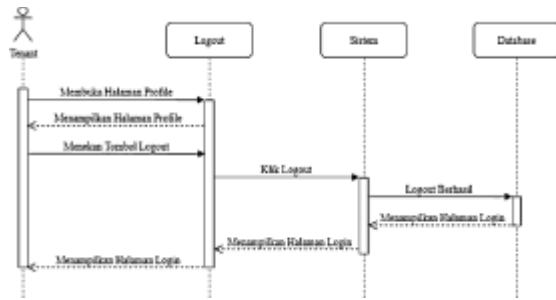 Tenant
Logout
Sistem
Database
Membuka Halaman Profile
Menampilkan Halaman Profile
Menekan Tombol Logout
Klik Logout
Logout Berhasil
Menampilkan Halaman Login
Menampilkan Halaman Login
Menampilkan Halaman Login